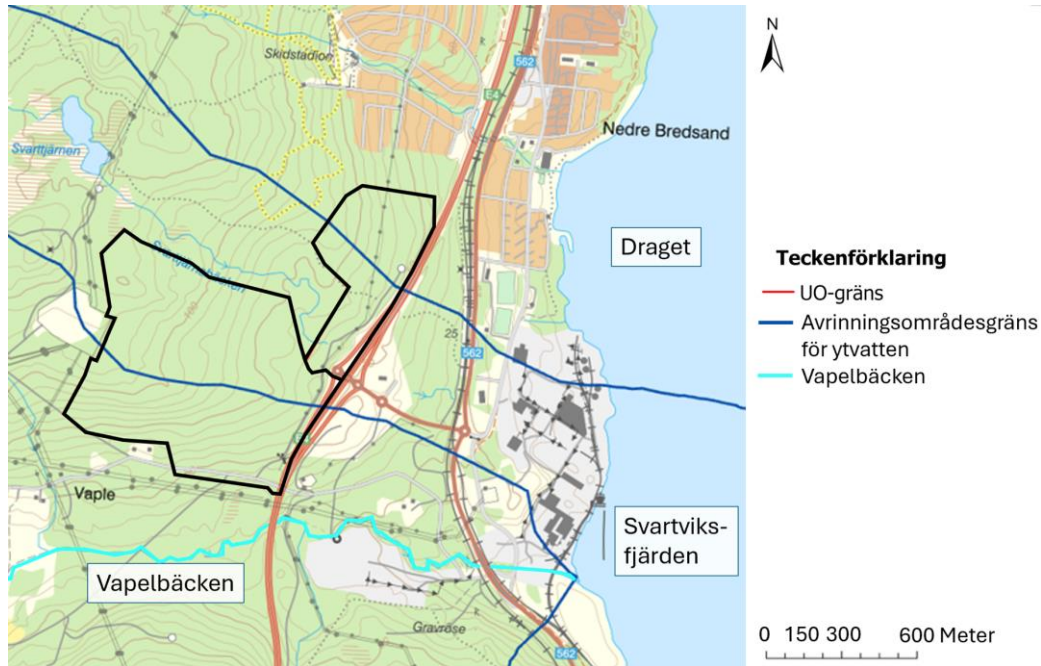 N
Skidstadion
562
E4
Nedre Bredsand
Svarttjärnen
Draget
Svarttjärnsbäcken
Teckenförklaring
UO-gräns
Avrinningsområdesgräns
för ytvatten
Vapelbäcken
25
562
Vaple
Svartviks-
fjärden
Vapelbäcken
Gravröse
562
0 150 300 600 Meter